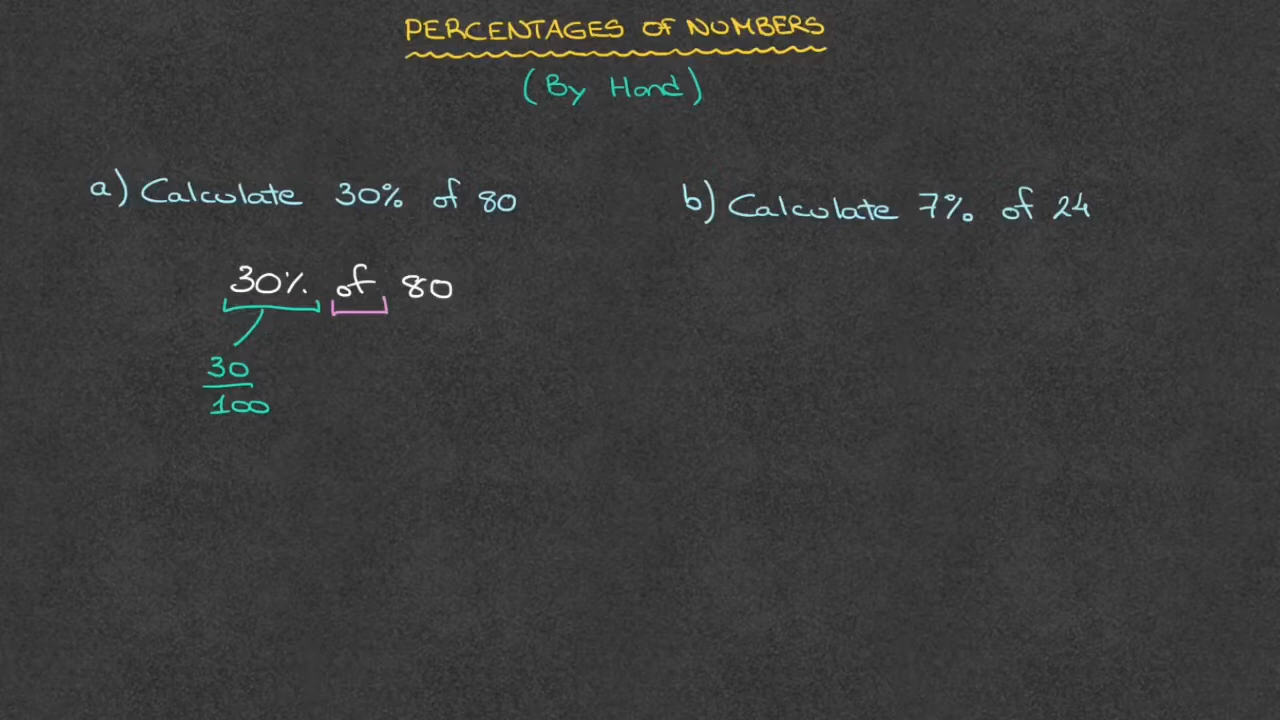 PERCENTAGES OF NUMBERS
(By Hand)
a) Calculate 30% of 80
30% of 80
30
100
b) Calculate 7% of 24